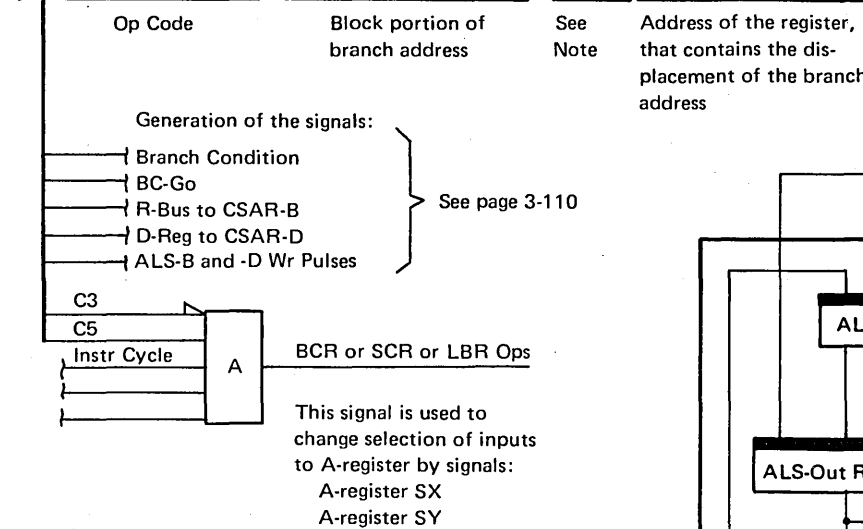 Op Code
Block portion of
branch address
See
Note
Address of the register,
that contains the dis-
placement of the branch
address
Generation of the signals:
Branch Condition
BC-Go
R-Bus to CSAR-B
D-Reg to CSAR-D
ALS-B and -D Wr Pulses
See page 3-110
C3
C5
Instr Cycle
A
BCR or SCR or LBR Ops
This signal is used to
change selection of inputs
to A-register by signals:
A-register SX
A-register SY
AL
ALS-Out R